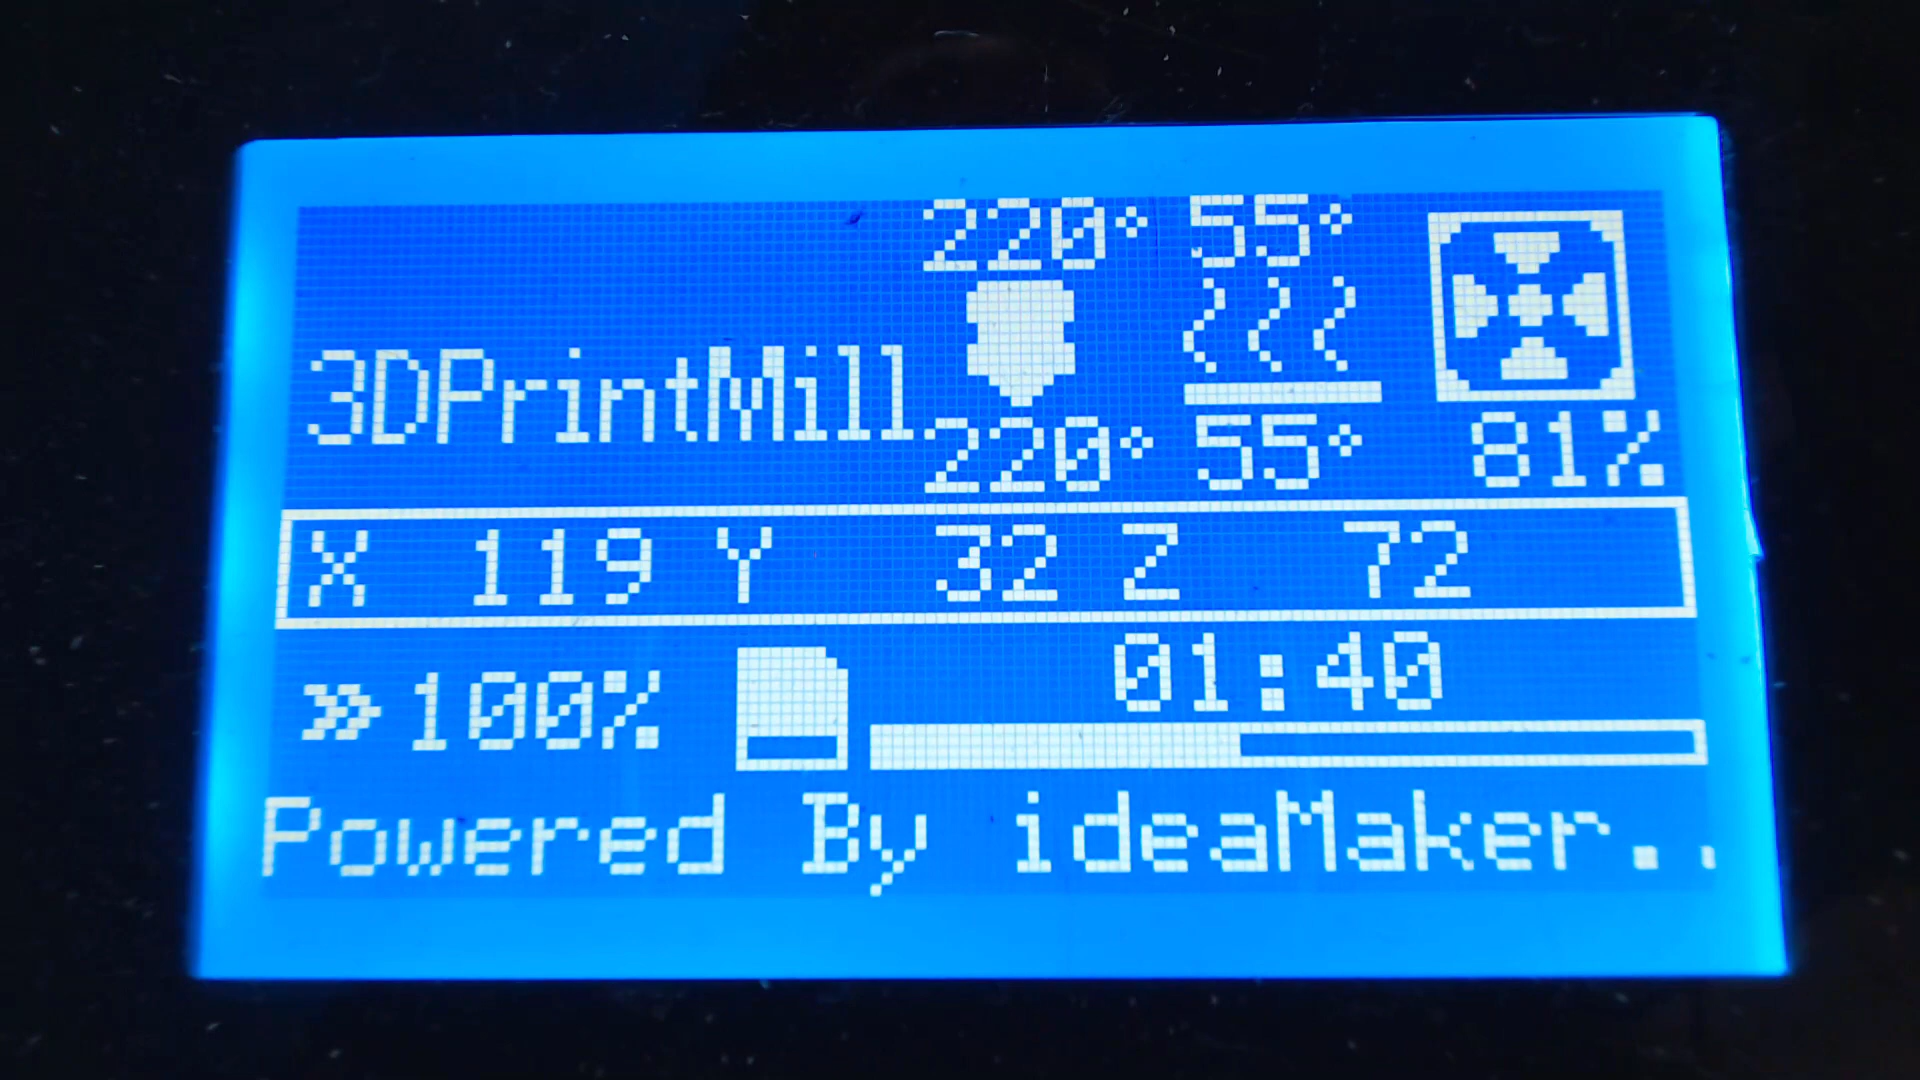 220° 55°
3DPrintMill
220° 55° 81%
X 119 Y 32 Z 72
01:40
»100%
Powered By ideaMaker..